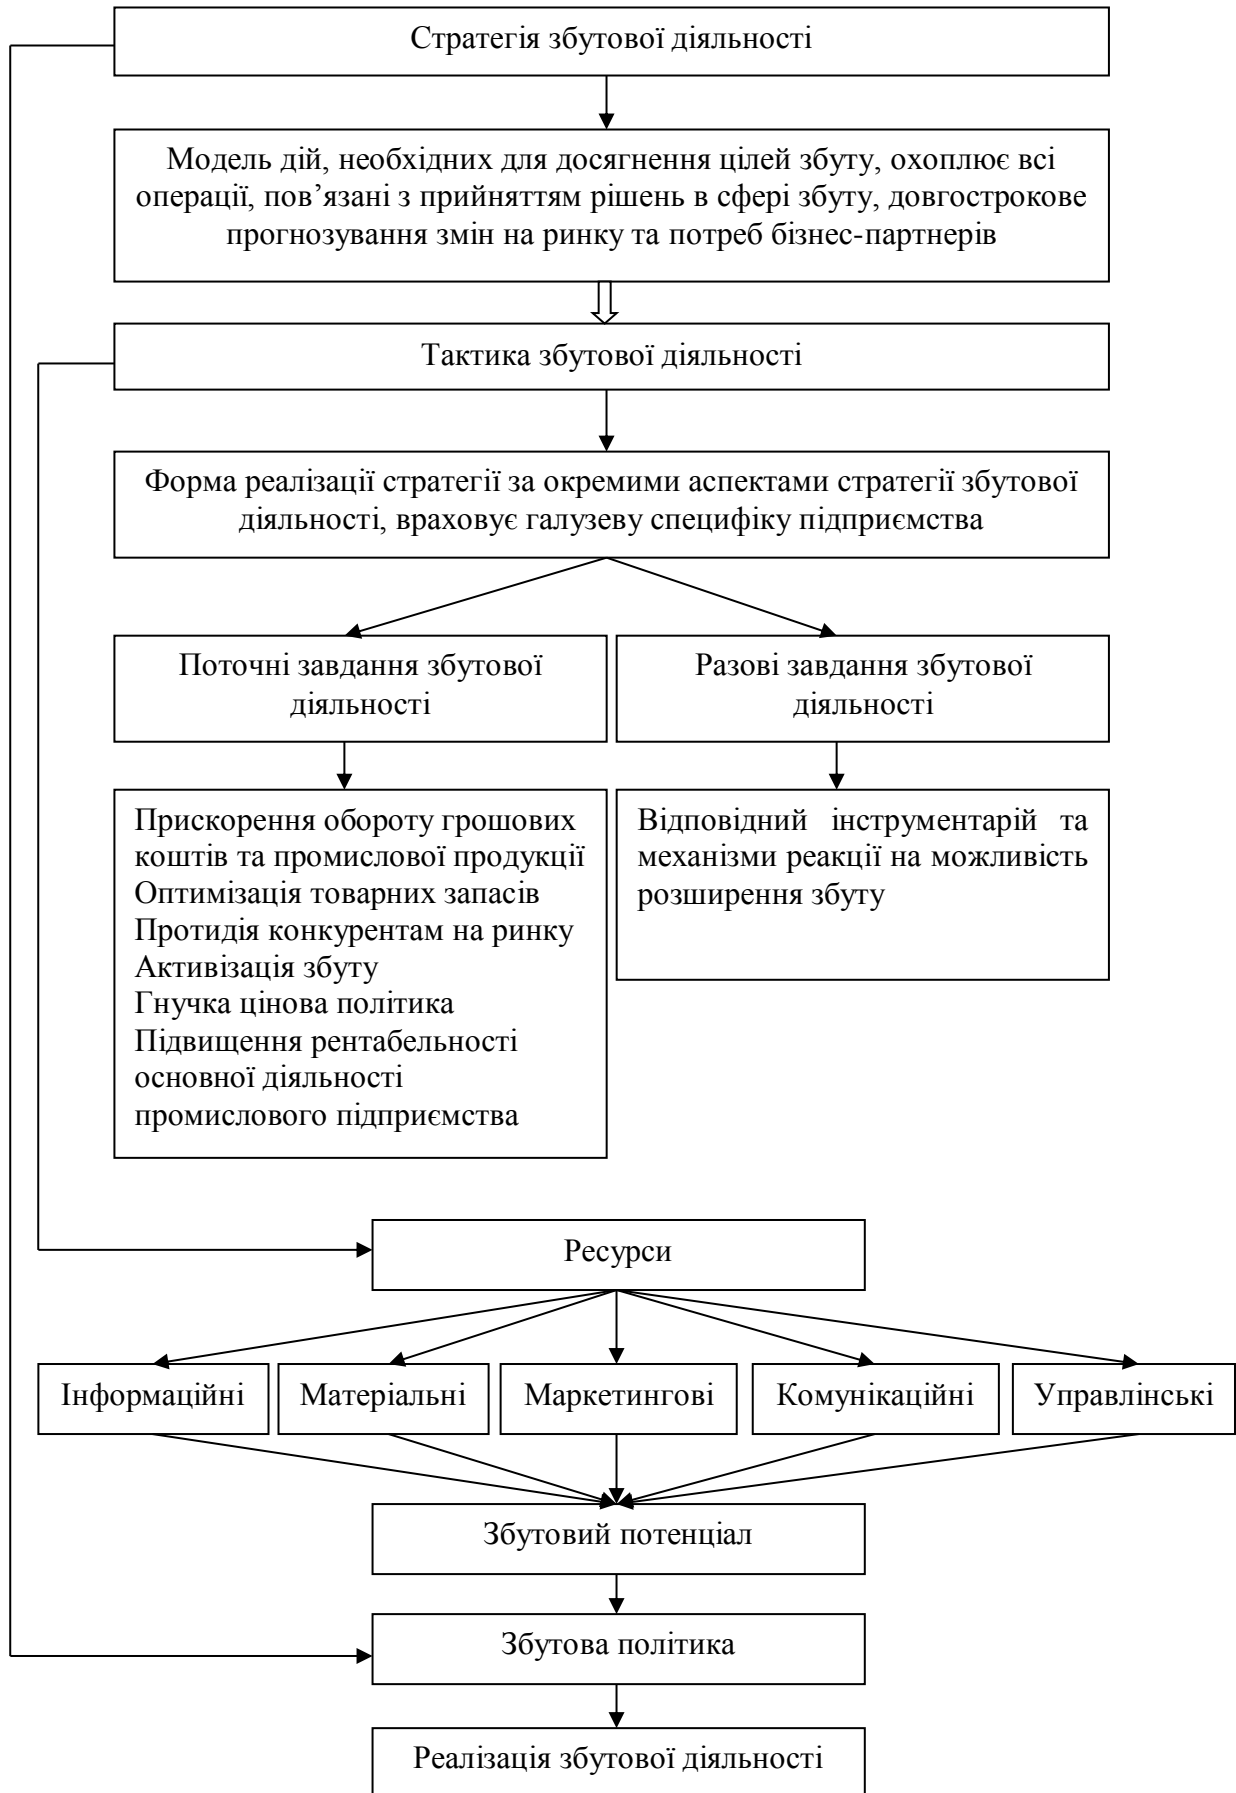 Стратегія збутової діяльності
Модель дій, необхідних для досягнення цілей збуту, охоплює всі
операції, пов’язані з прийняттям рішень в сфері збуту, довгострокове
прогнозування змін на ринку та потреб бізнес-партнерів
Тактика збутової діяльності
Форма реалізації стратегії за окремими аспектами стратегії збутової
діяльності, враховує галузеву специфіку підприємства
Поточні завдання збутової
діяльності
Разові завдання збутової
діяльності
Прискорення обороту грошових
коштів та промислової продукції
Оптимізація товарних запасів
Протидія конкурентам на ринку
Активізація збуту
Гнучка цінова політика
Підвищення рентабельності
основної діяльності
промислового підприємства
Відповідний інструментарій та
механізми реакції на можливість
розширення збуту
Ресурси
Інформаційні
Матеріальні
Маркетингові
Комунікаційні
Управлінські
Збутовий потенціал
Збутова політика
Реалізація збутової діяльності